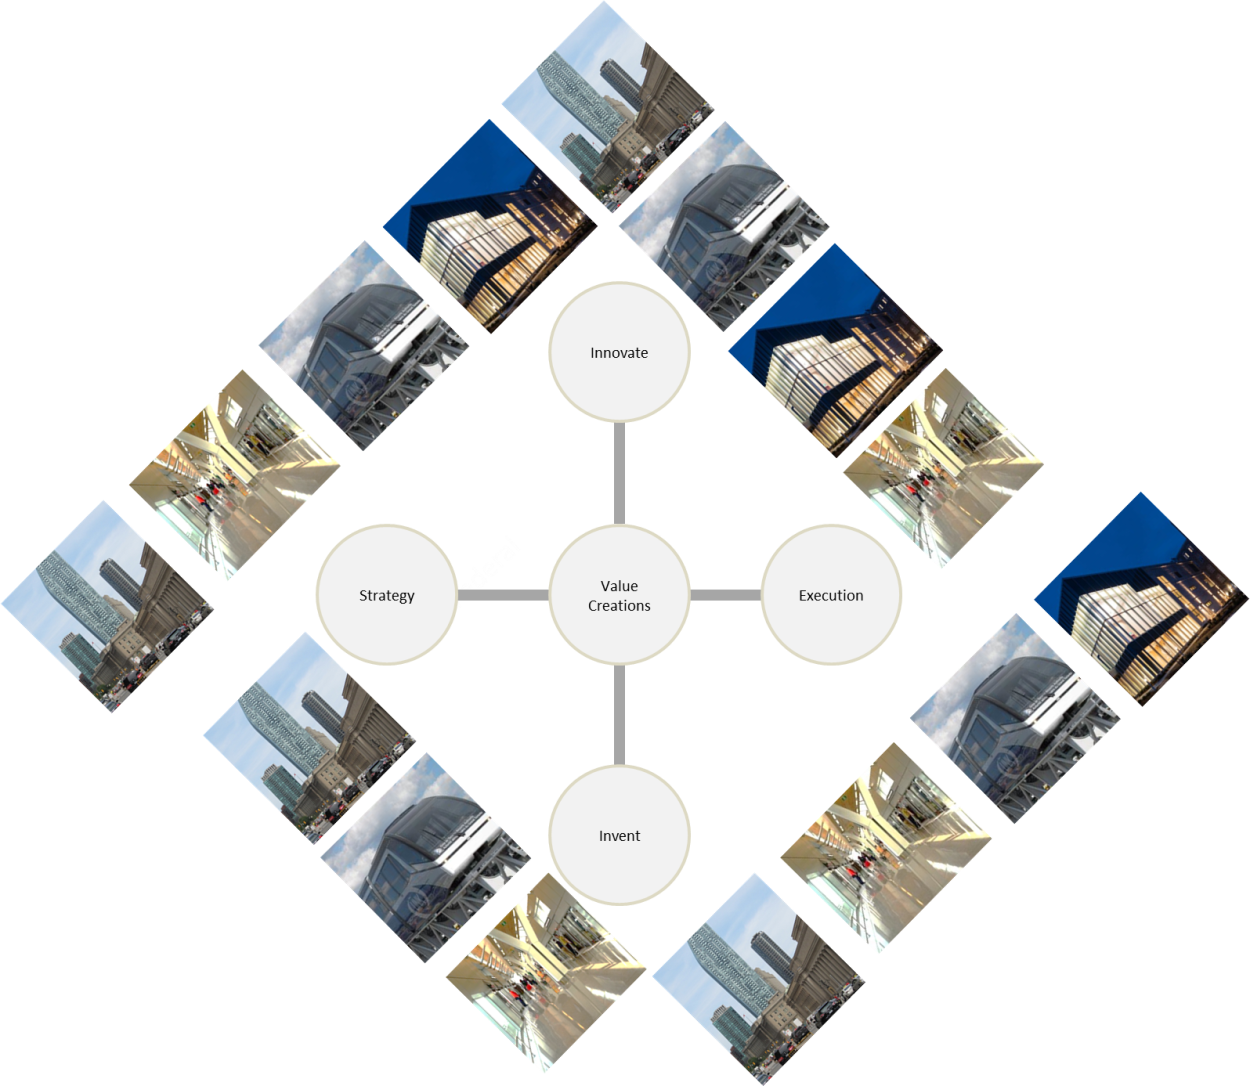 Innovate
Strategy
Value
Creations
Execution
Invent